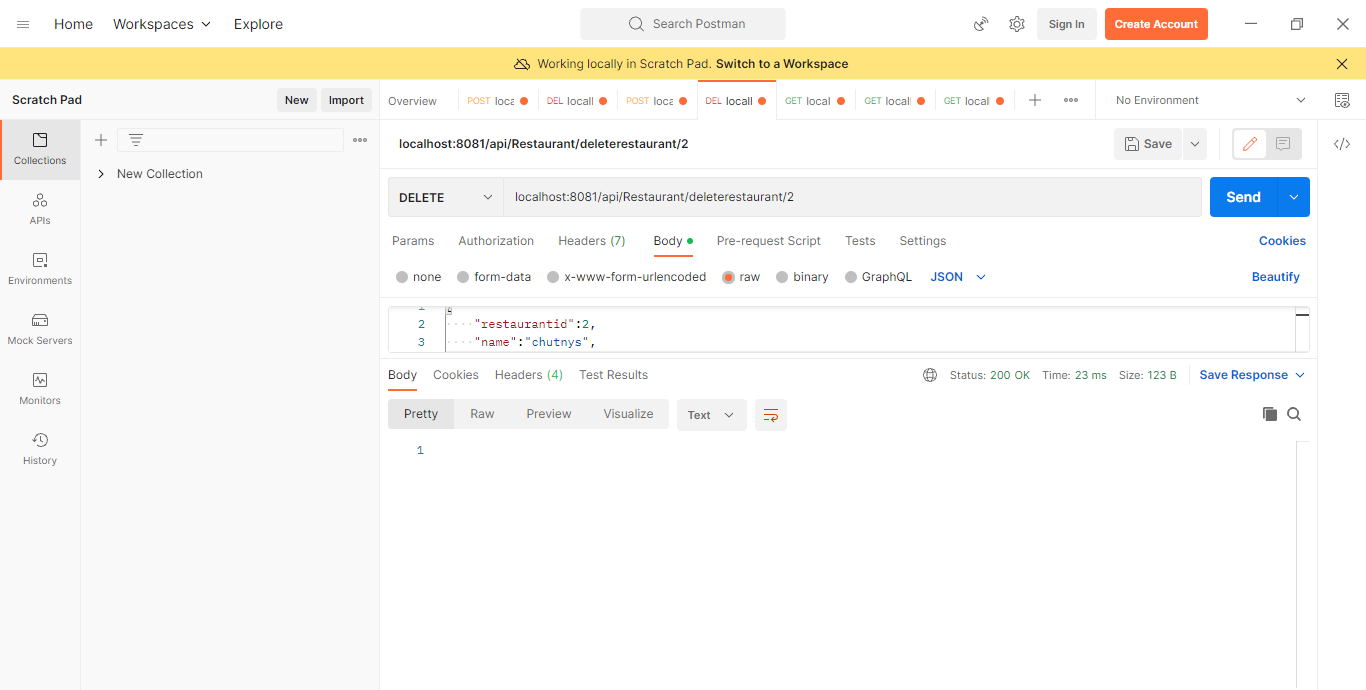 Home Workspaces Explore Search Postman Sign In Create Account
Working locally in Scratch Pad. Switch to a Workspace
Scratch Pad New Import Overview POST loca DEL locall POST loca DEL locall GET local GET locall GET local No Environment
Collections
APIs
Environments
Mock Servers
Monitors
History
New Collection
localhost:8081/api/Restaurant/deleterestaurant/2 Save
DELETE localhost:8081/api/Restaurant/deleterestaurant/2 Send
Params Authorization Headers (7) Body Pre-request Script Tests Settings Cookies
none form-data x-www-form-urlencoded raw binary GraphQL JSON Beautify
1 {
2 "restaurantid":2,
3 "name":"chutnys",
Body Cookies Headers (4) Test Results Status: 200 OK Time: 23 ms Size: 123 B Save Response
Pretty Raw Preview Visualize Text
1